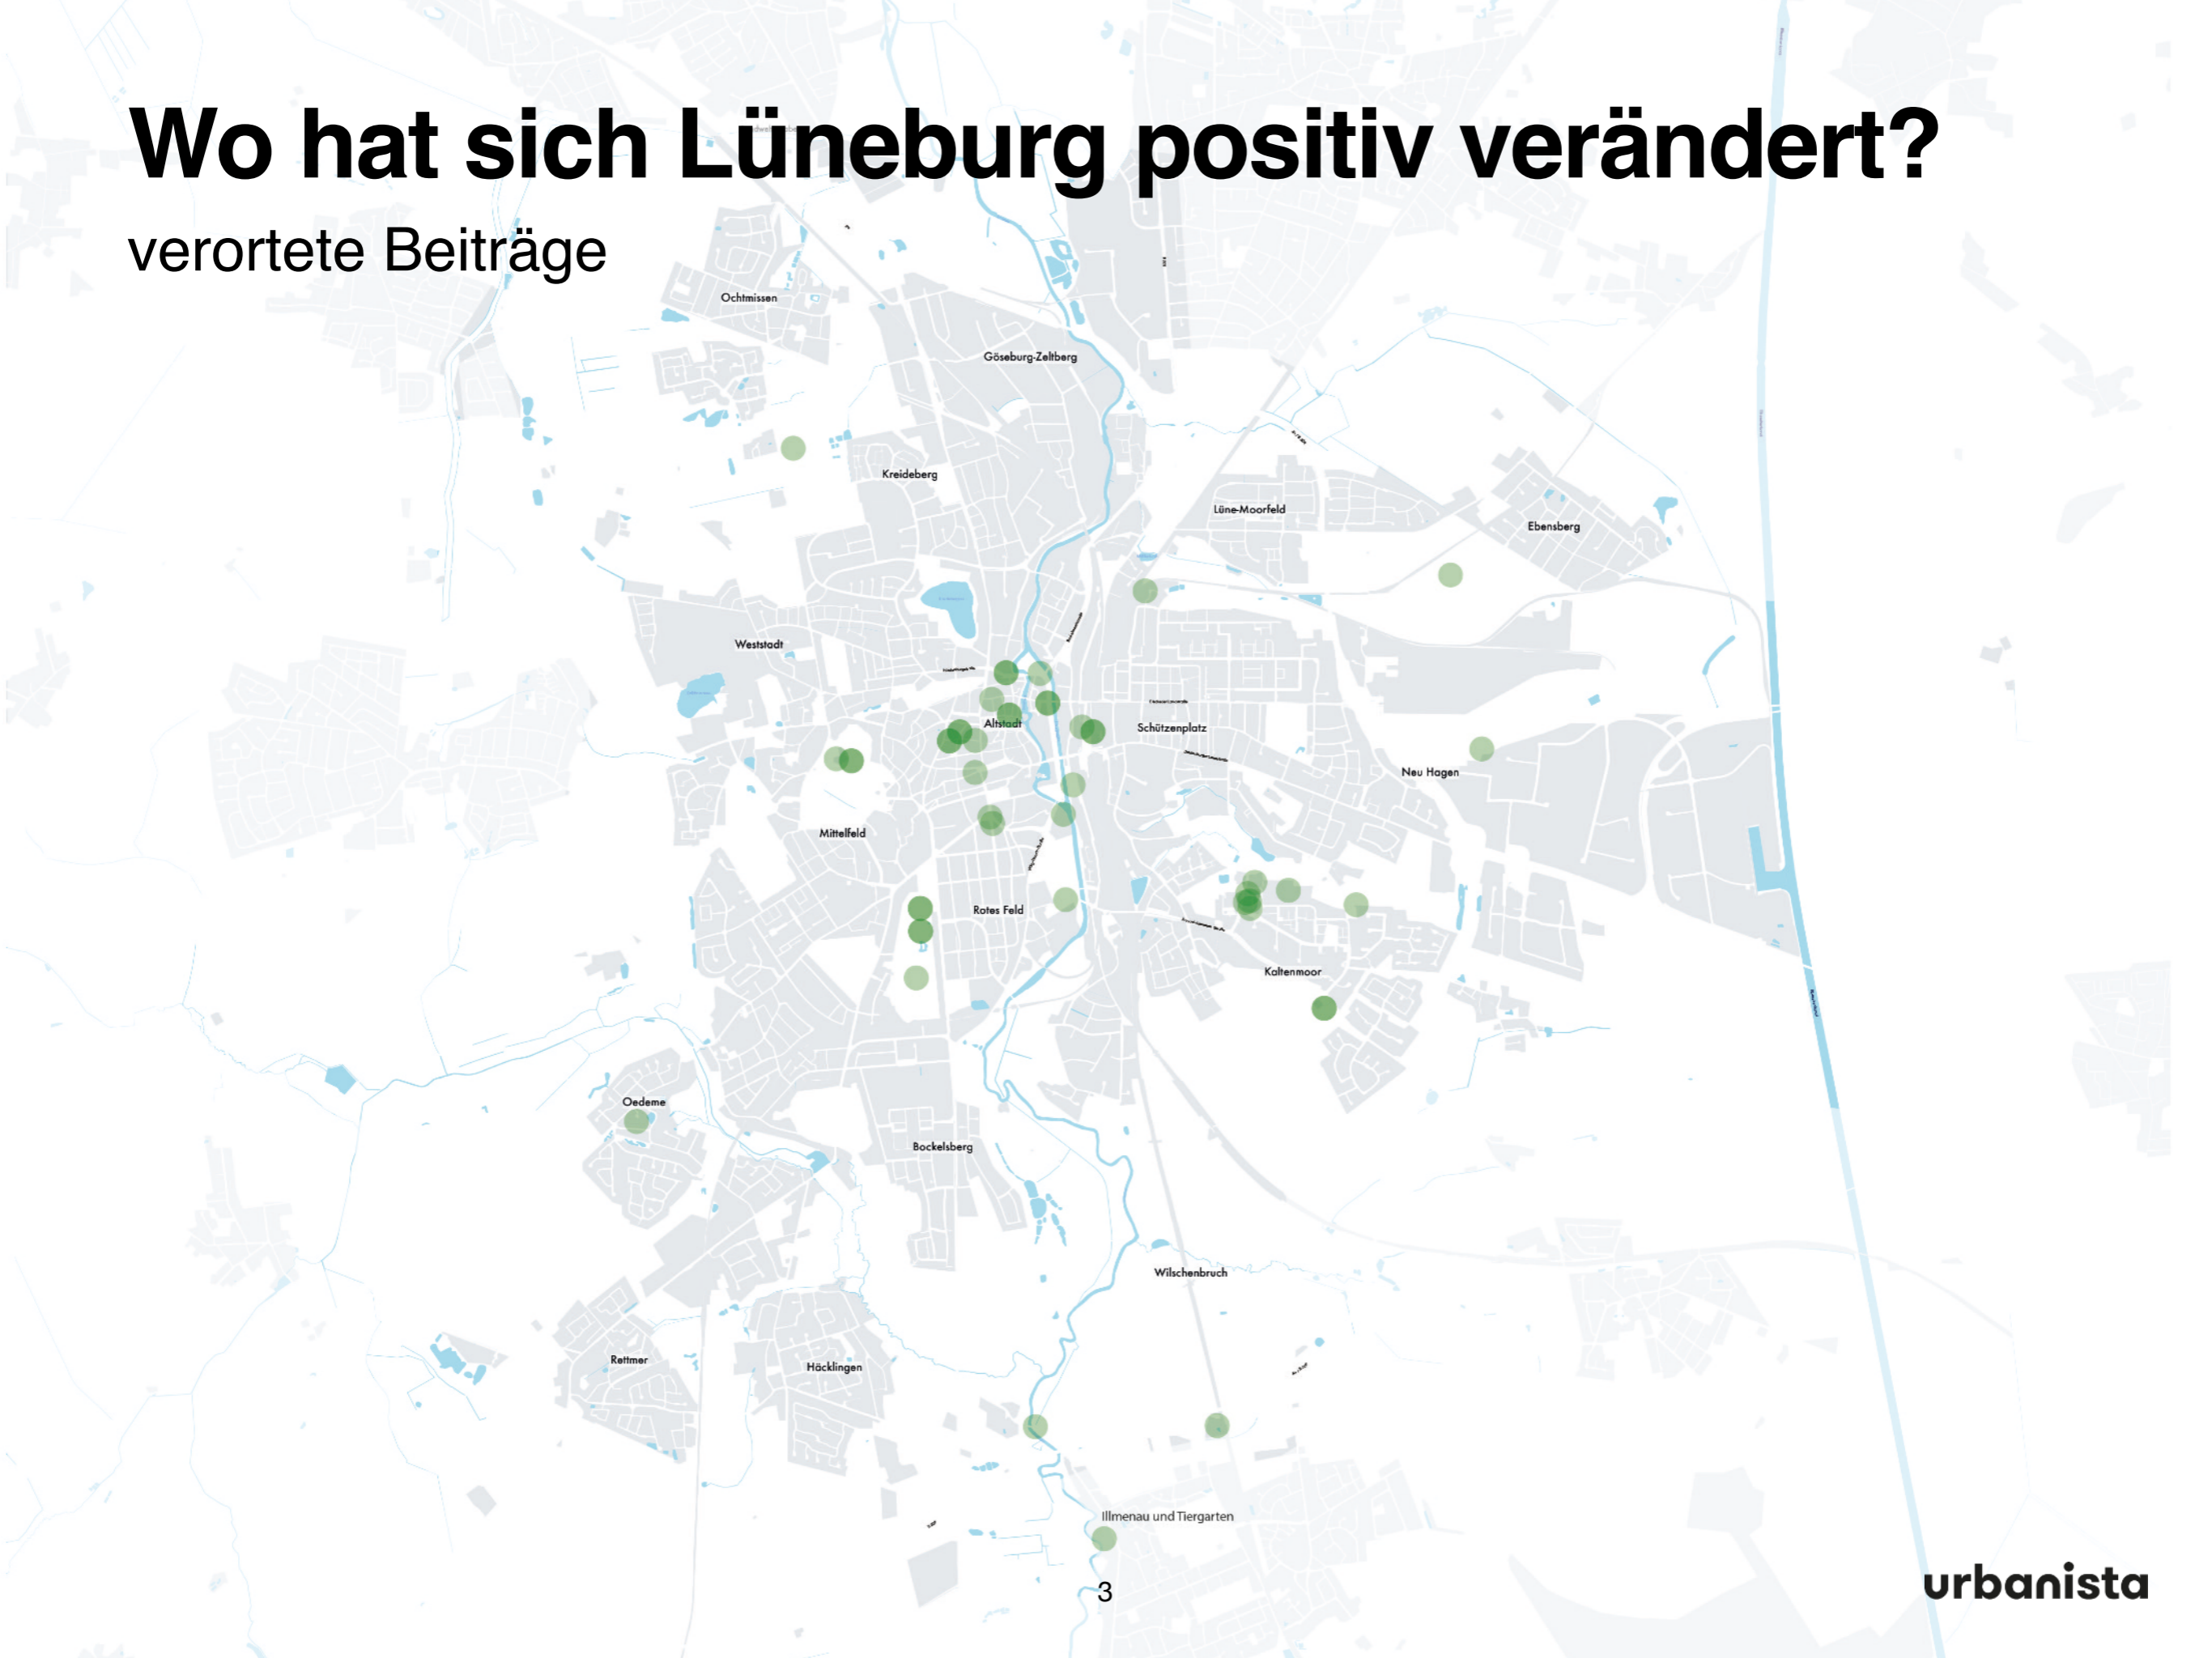 Wo hat sich Lüneburg positiv verändert?
verortete Beiträge
Ochtmissen
Göseburg-Zeltberg
Kreideberg
Lüne-Moorfeld
Ebensberg
Weststadt
Altstadt
Schützenplatz
Neu Hagen
Mittelfeld
Rotes Feld
Kaltenmoor
Oedeme
Bockelsberg
Wilschenbruch
Rettmer
Häcklingen
Illmenau und Tiergarten
3
urbanista